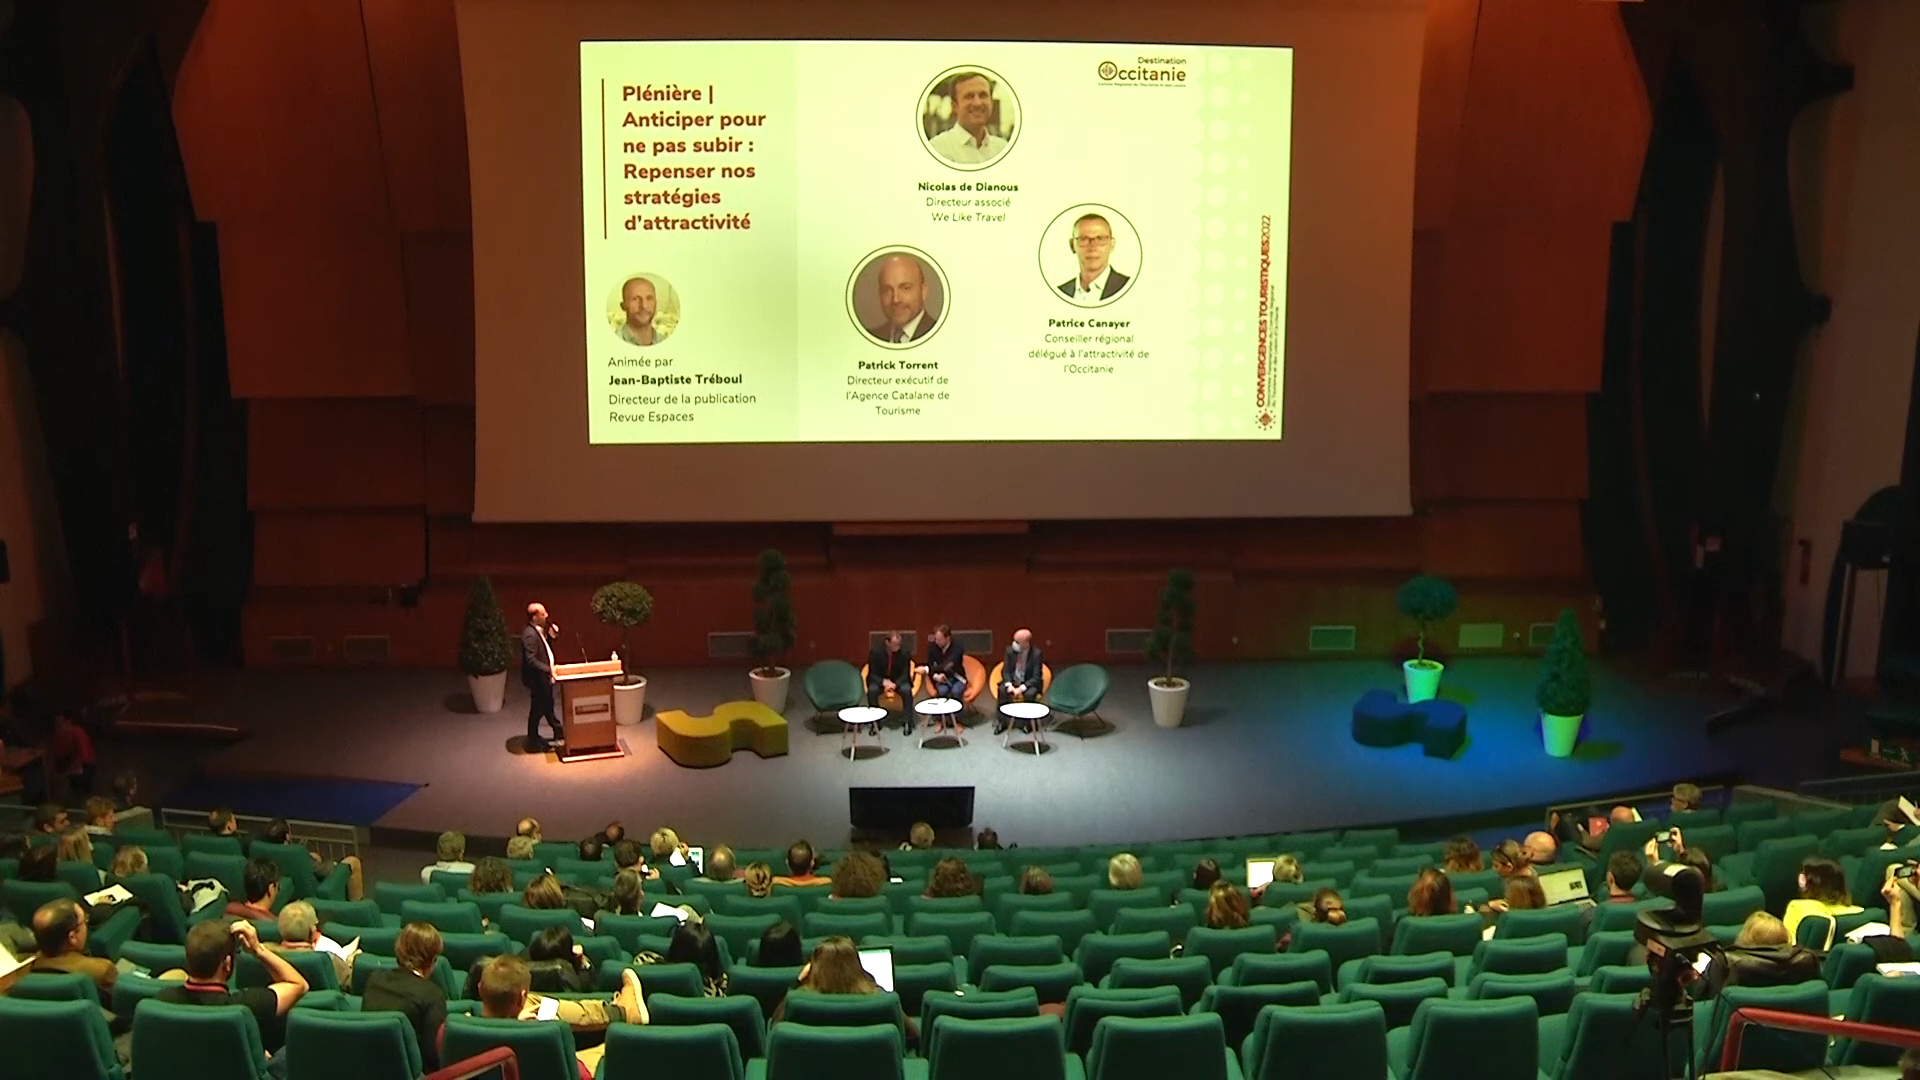 Plénière |
Anticiper pour
ne pas subir :
Repenser nos
stratégies
d'attractivité
Animée par
Jean-Baptiste Tréboul
Directeur de la publication
Revue Espaces
Nicolas de Dianous
Directeur associé
We Like Travel
Patrick Torrent
Directeur exécutif de
l'Agence Catalane de
Tourisme
Patrice Canayer
Conseiller régional
délégué à l'attractivité de
l'Occitanie
Destination
Occitanie
CONVERGENCES TOURISTIQUES2022